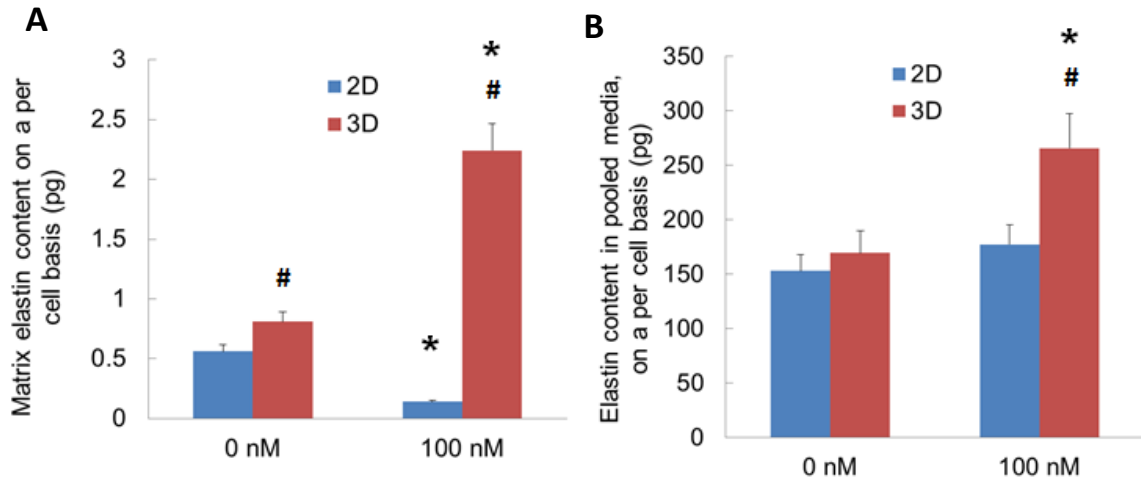 A
Matrix elastin content on a per
cell basis (pg)
3
2.5
2
1.5
1
0.5
0
2D
3D
#
*
*
#
0 nM
100 nM
B
Elastin content in pooled media,
on a per cell basis (pg)
350
300
250
200
150
100
50
0
2D
3D
*
#
0 nM
100 nM